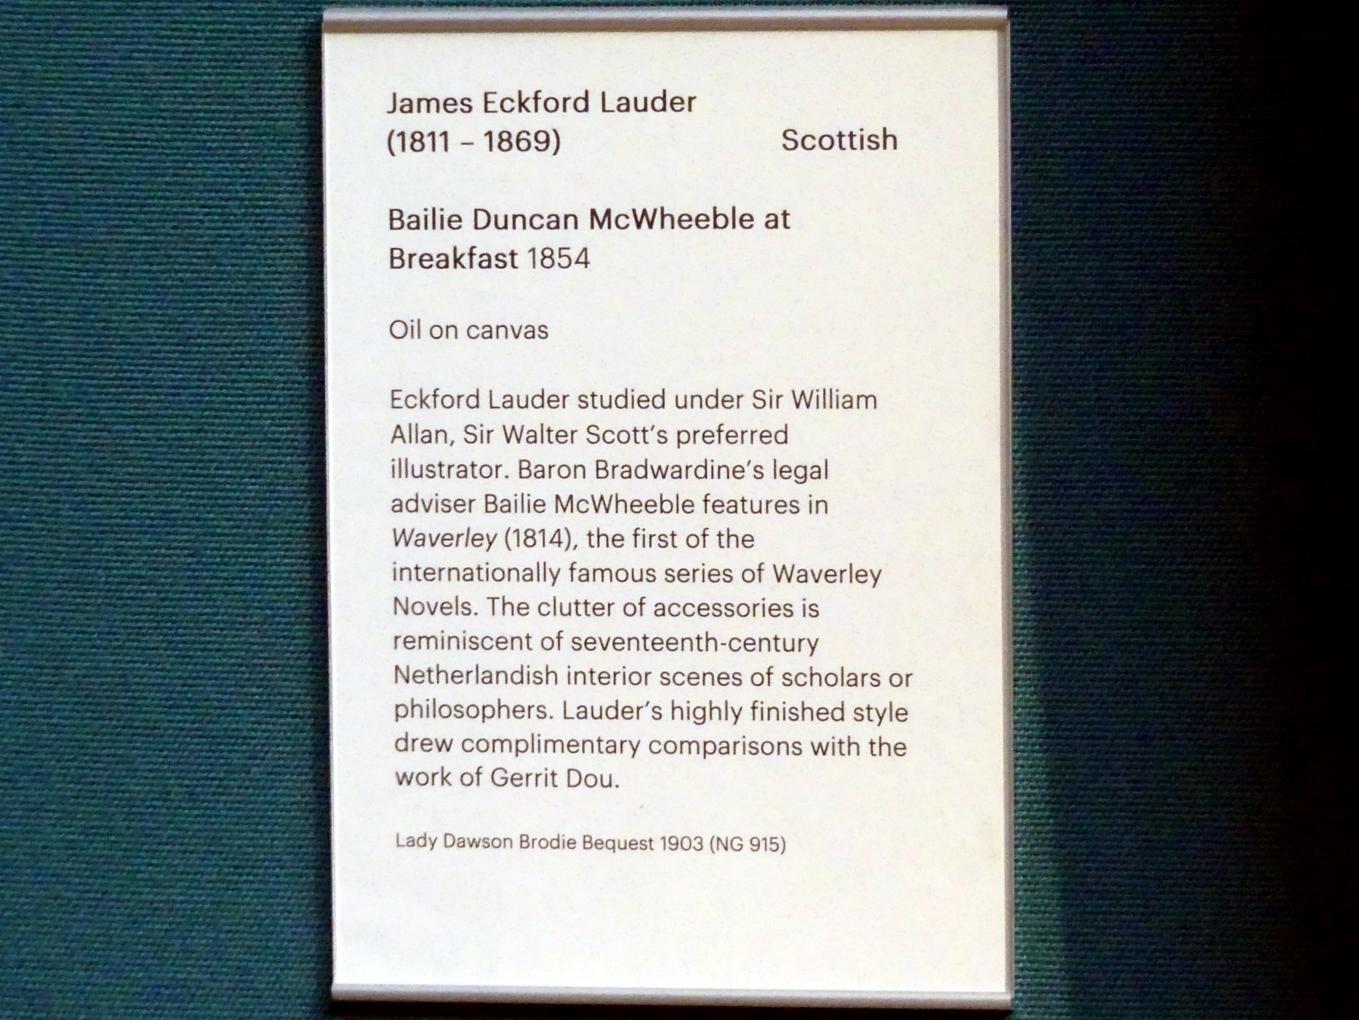 James Eckford Lauder
(1811 – 1869) Scottish
Bailie Duncan McWheeble at
Breakfast 1854
Oil on canvas
Eckford Lauder studied under Sir William
Allan, Sir Walter Scott's preferred
illustrator. Baron Bradwardine's legal
adviser Bailie McWheeble features in
Waverley (1814), the first of the
internationally famous series of Waverley
Novels. The clutter of accessories is
reminiscent of seventeenth-century
Netherlandish interior scenes of scholars or
philosophers. Lauder's highly finished style
drew complimentary comparisons with the
work of Gerrit Dou.
Lady Dawson Brodie Bequest 1903 (NG 915)